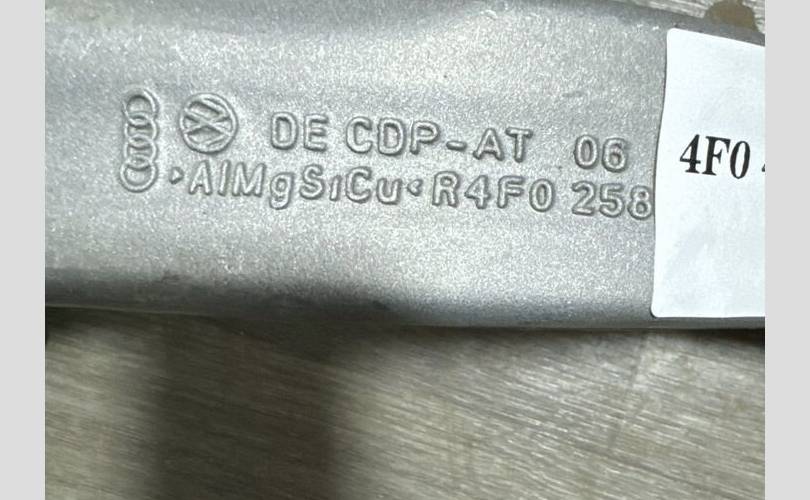 DE CDP-AT 06
>AlMgSiCu< R4F0 258
4F0